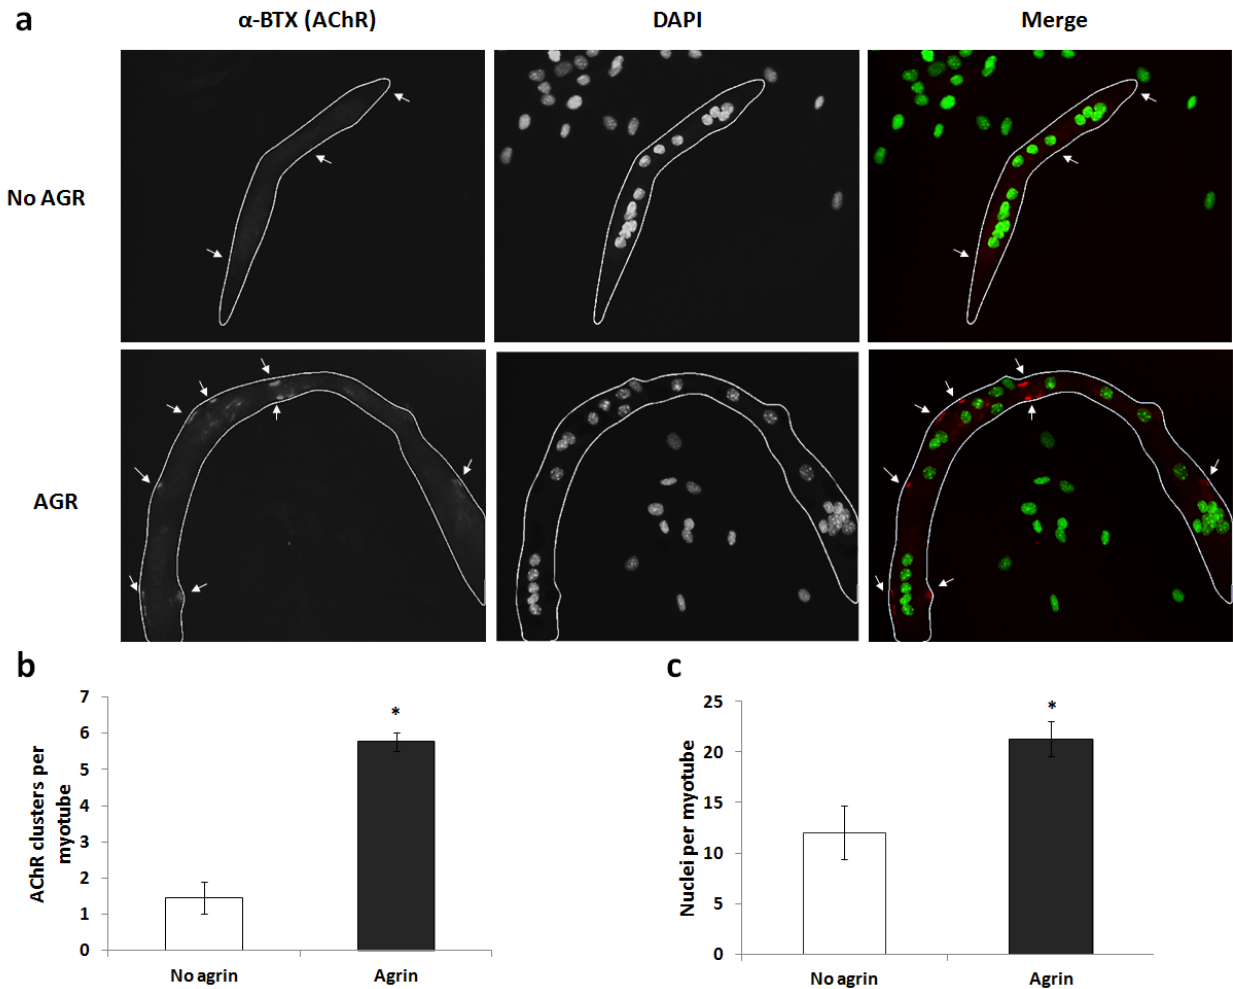 a
α-BTX (AChR) DAPI Merge
No AGR
AGR
b
AChR clusters per
myotube
7
6
5
4
3
2
1
0
*
No agrin Agrin
c
Nuclei per myotube
25
20
15
10
5
0
*
No agrin Agrin